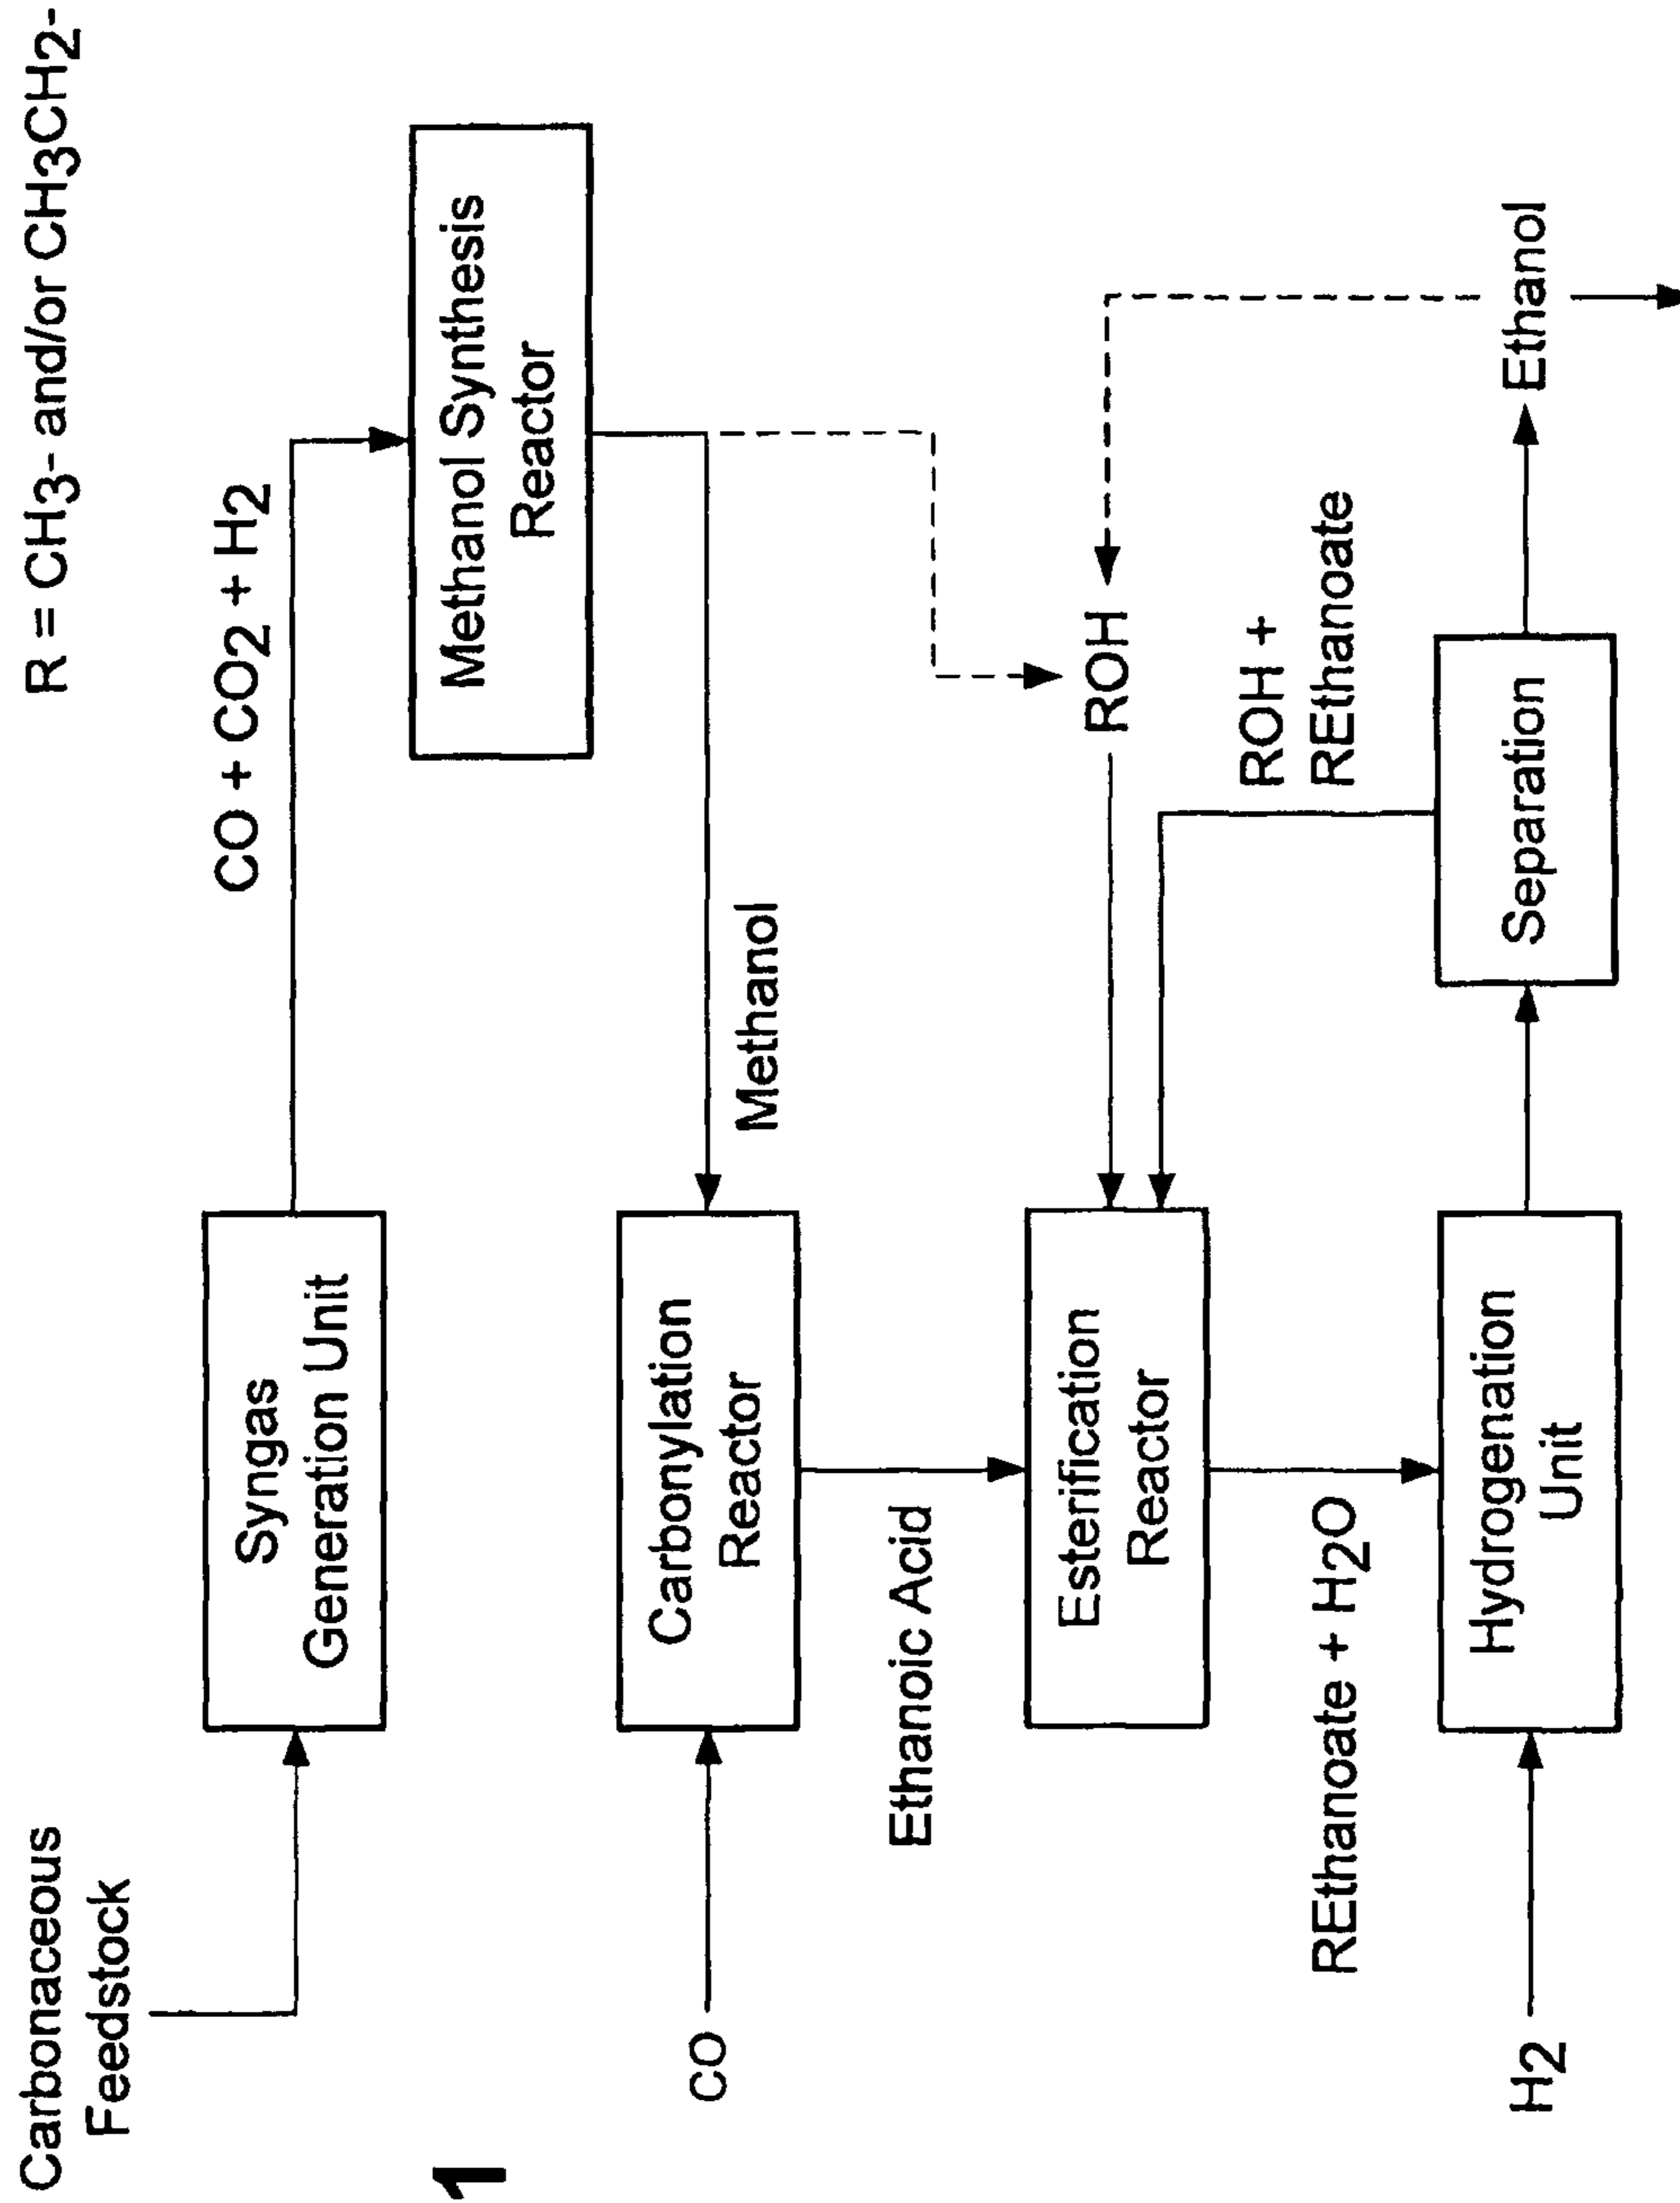 R = CH3- and/or CH3CH2-
Carbonaceous
Feedstock
CO + CO2 + H2
Syngas
Generation Unit
Methanol Synthesis
Reactor
1
CO
Carbonylation
Reactor
Methanol
Ethanoic Acid
ROH
Esterification
Reactor
ROH +
REthanoate
REthanoate + H2O
H2
Hydrogenation
Unit
Separation
Ethanol